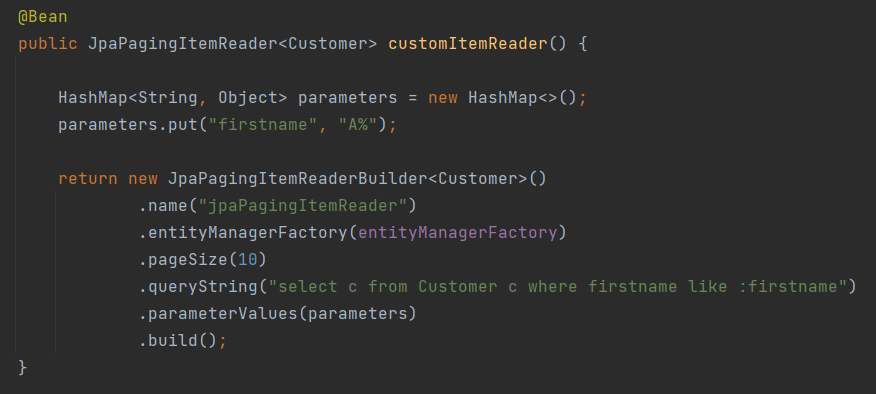 @Bean
public JpaPagingItemReader<Customer> customItemReader() {
HashMap<String, Object> parameters = new HashMap<>();
parameters.put("firstname", "A%");
return new JpaPagingItemReaderBuilder<Customer>()
.name("jpaPagingItemReader")
.entityManagerFactory(entityManagerFactory)
.pageSize(10)
.queryString("select c from Customer c where firstname like :firstname")
.parameterValues(parameters)
.build();
}